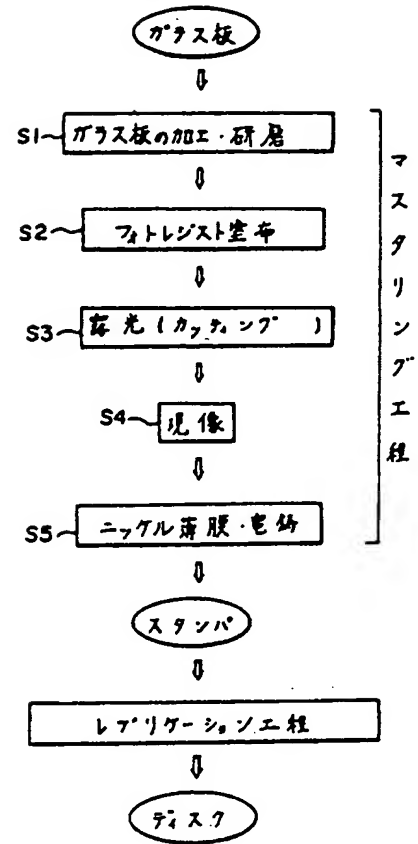 ガラス板
S1 ガラス板の加工・研磨
S2 フォトレジスト塗布
S3 露光(カッティング)
S4 現像
S5 ニッケル薄膜・電鋳
スタンパ
レプリケーション工程
ディスク
マスタリング工程